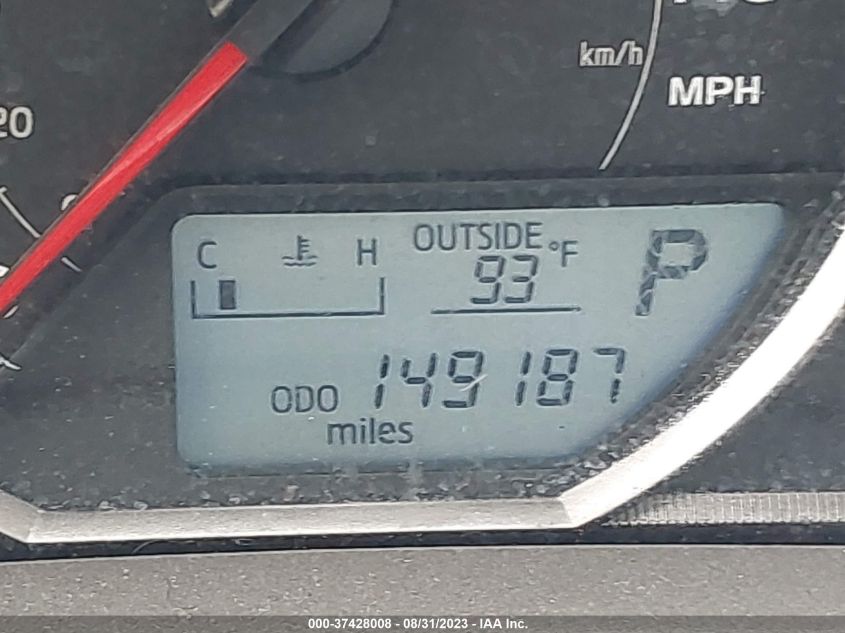 km/h
MPH
20
C H OUTSIDE °F P
93
ODO 149187
miles
000-37428008 - 08/31/2023 - IAA Inc.